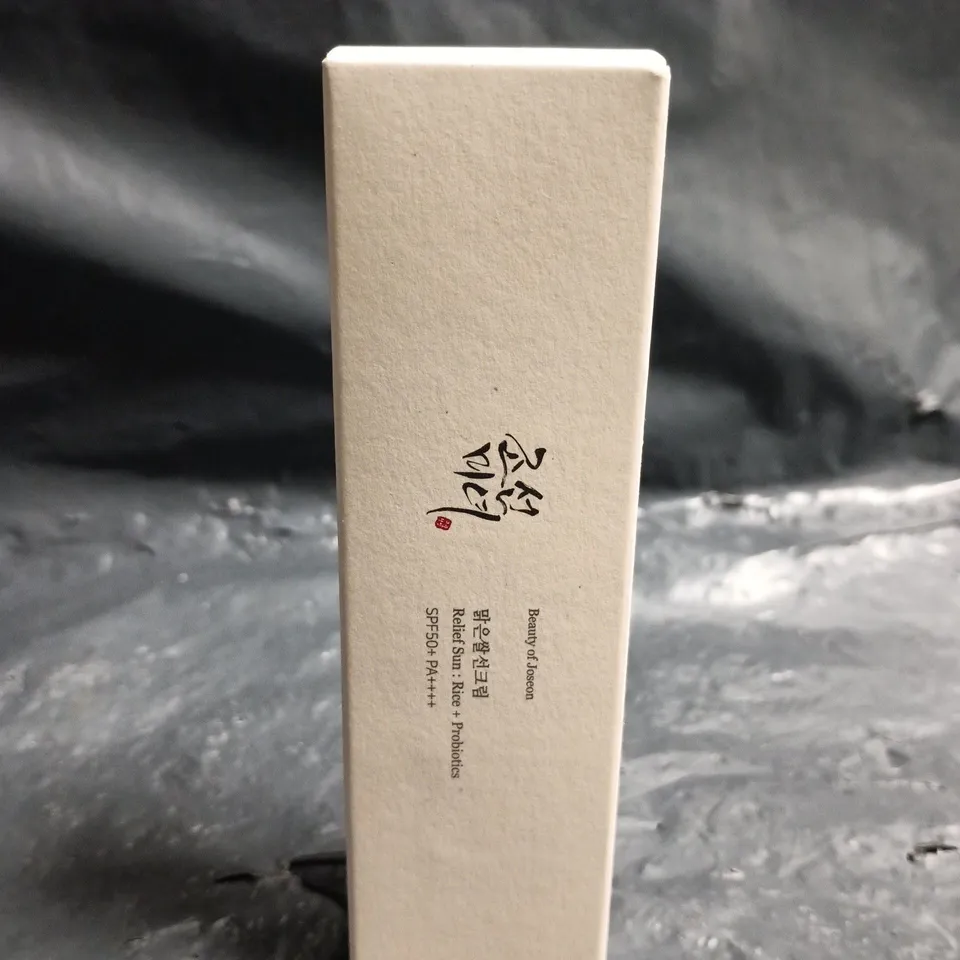 조선
미녀
Beauty of Joseon
맑은쌀선크림
Relief Sun : Rice + Probiotics
SPF50+ PA++++